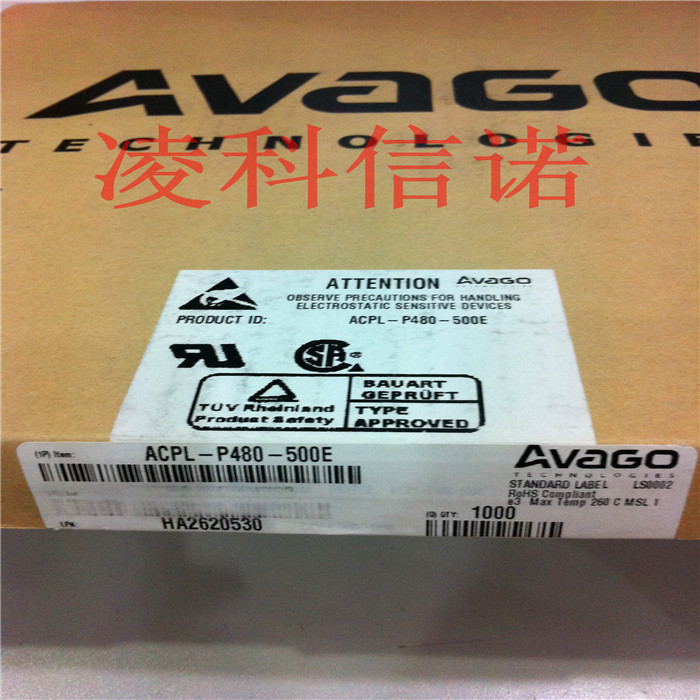 AVAGO
TECHNOLOGIE
凌科信诺
ATTENTION AVAGO
OBSERVE PRECAUTIONS FOR HANDLING
ELECTROSTATIC SENSITIVE DEVICES
PRODUCT ID: ACPL-P480-500E
BAUART
GEPRÜFT
TÜV Rheinland
Product Safety
TYPE
APPROVED
(1P) Item: ACPL-P480-500E
AVAGO
TECHNOLOGIES
STANDARD LABEL LS0002
RoHS Compliant
e3 Max Temp 260 C MSL 1
LPN: HA2620530
(Q) QTY: 1000